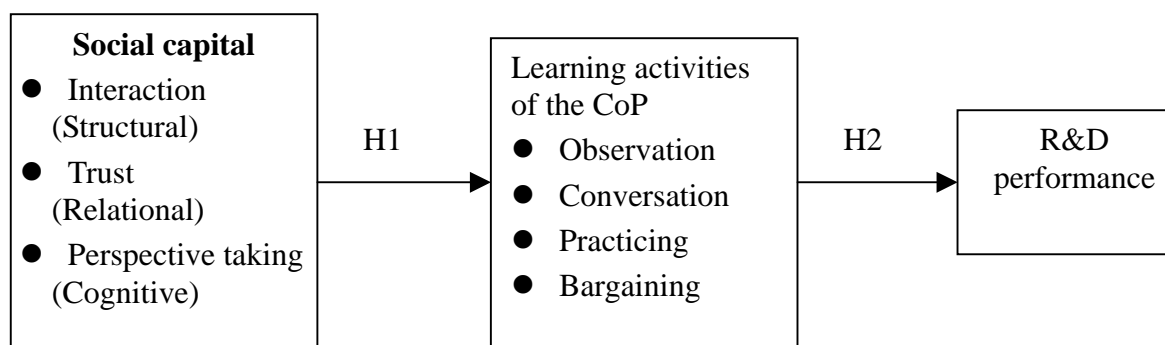 Social capital
● Interaction
(Structural)
● Trust
(Relational)
● Perspective taking
(Cognitive)
H1
Learning activities
of the CoP
● Observation
● Conversation
● Practicing
● Bargaining
H2
R&D
performance